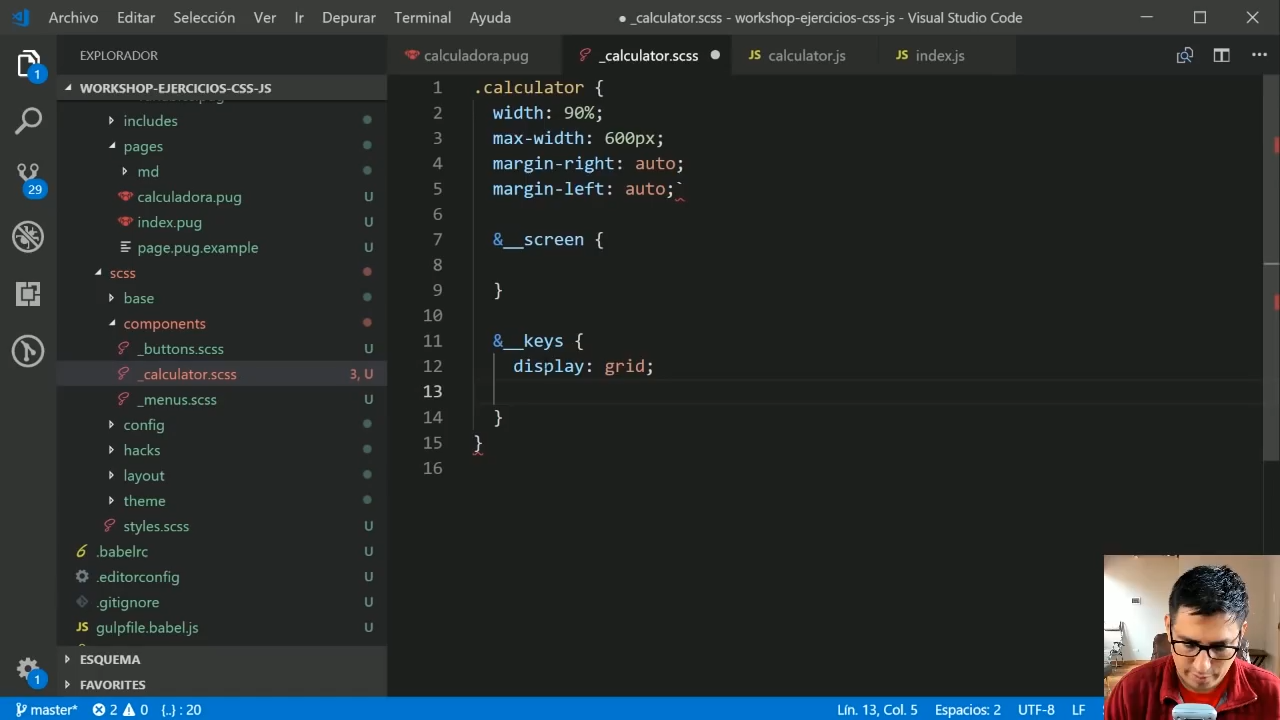 Archivo Editar Selección Ver Ir Depurar Terminal Ayuda ● _calculator.scss - workshop-ejercicios-css-js - Visual Studio Code
EXPLORADOR
calculadora.pug _calculator.scss calculator.js index.js
WORKSHOP-EJERCICIOS-CSS-JS
includes
pages
md
calculadora.pug U
index.pug U
page.pug.example U
scss
base
components
_buttons.scss U
_calculator.scss 3, U
_menus.scss U
config
hacks
layout
theme
styles.scss U
.babelrc U
.editorconfig U
.gitignore U
gulpfile.babel.js U
ESQUEMA
FAVORITES
1
29
1
1 .calculator {
2 width: 90%;
3 max-width: 600px;
4 margin-right: auto;
5 margin-left: auto;`
6
7 &__screen {
8
9 }
10
11 &__keys {
12 display: grid;
13
14 }
15 }
16
master* 2 0 {..} : 20 Lín. 13, Col. 5 Espacios: 2 UTF-8 LF